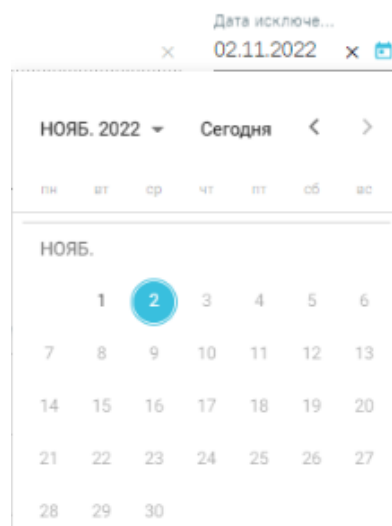 Дата исключе...
02.11.2022
НОЯБ. 2022 Сегодня
пн вт ср чт пт сб вс
НОЯБ.
1 2 3 4 5 6
7 8 9 10 11 12 13
14 15 16 17 18 19 20
21 22 23 24 25 26 27
28 29 30